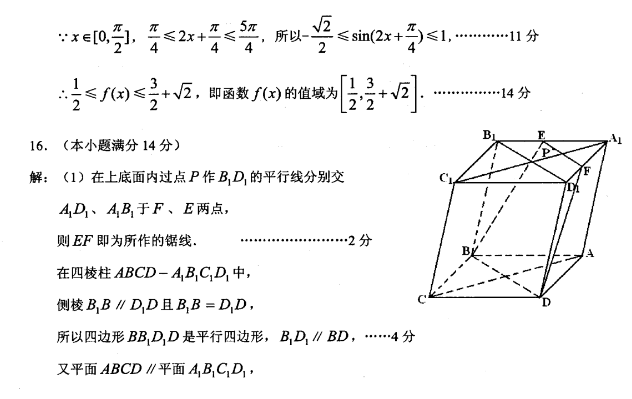 ∵x∈[0,π/2], π/4≤2x+π/4≤5π/4, 所以-√2/2≤sin(2x+π/4)≤1,…………11 分
∴1/2≤f(x)≤3/2+√2, 即函数 f(x) 的值域为[1/2,3/2+√2]. ……………14 分
16. (本小题满分 14 分)
解: (1)在上底面内过点 P 作 B₁D₁ 的平行线分别交
A₁D₁、A₁B₁于 F、E 两点,
则 EF 即为所作的锯线. ……………………2 分
在四棱柱 ABCD－A₁B₁C₁D₁ 中,
侧棱 B₁B∥D₁D 且 B₁B=D₁D,
所以四边形 BB₁D₁D 是平行四边形, B₁D₁∥BD, ……4 分
又平面 ABCD∥平面 A₁B₁C₁D₁,
B₁ E A₁
P F
C₁ D₁
B A
C D